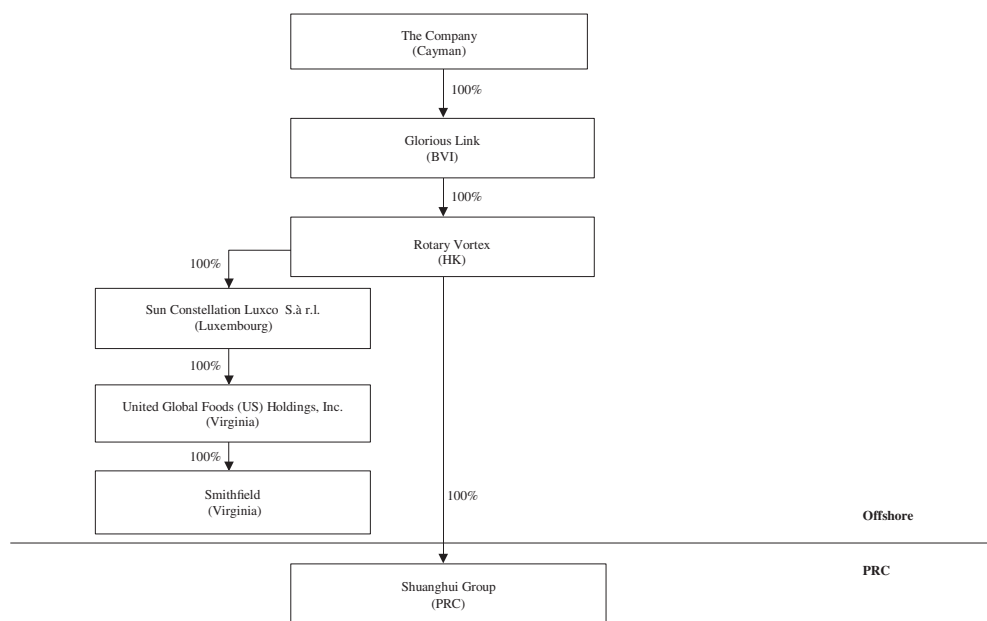 The Company
(Cayman)
100%
Glorious Link
(BVI)
100%
Rotary Vortex
(HK)
100%
Sun Constellation Luxco S.à r.l.
(Luxembourg)
100%
United Global Foods (US) Holdings, Inc.
(Virginia)
100%
Smithfield
(Virginia)
100%
Offshore
PRC
Shuanghui Group
(PRC)